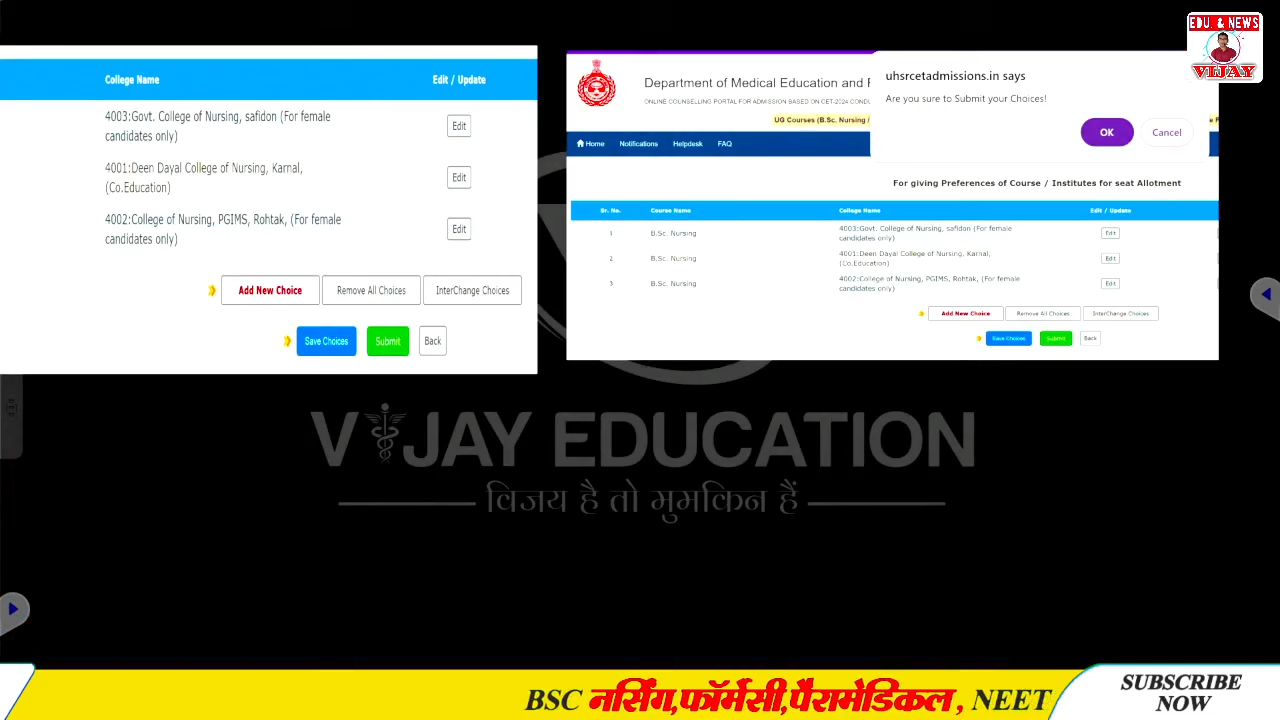 EDU. & NEWS
VIJAY
College Name Edit / Update
4003:Govt. College of Nursing, safidon (For female
candidates only)
Edit
4001:Deen Dayal College of Nursing, Karnal,
(Co.Education)
Edit
4002:College of Nursing, PGIMS, Rohtak, (For female
candidates only)
Edit
Add New Choice Remove All Choices InterChange Choices
Save Choices Submit Back
Department of Medical Education and
ONLINE COUNSELLING PORTAL FOR ADMISSION BASED ON CET-2024
UG Courses (B.Sc. Nursing /
uhsrcetadmissions.in says
Are you sure to Submit your Choices!
OK Cancel
Home Notifications Helpdesk FAQ
For giving Preferences of Course / Institutes for seat Allotment
Sr. No. Course Name College Name Edit / Update
1 B.Sc. Nursing 4003:Govt. College of Nursing, safidon (For female
candidates only)
Edit
2 B.Sc. Nursing 4001:Deen Dayal College of Nursing, Karnal,
(Co.Education)
Edit
3 B.Sc. Nursing 4002:College of Nursing, PGIMS, Rohtak, (For female
candidates only)
Edit
Add New Choice Remove All Choices InterChange Choices
Save Choices Submit Back
VIJAY EDUCATION
विजय है तो मुमकिन हैं
BSC नर्सिंग,फॉर्मेसी,पैरामेडिकल, NEET
SUBSCRIBE
NOW